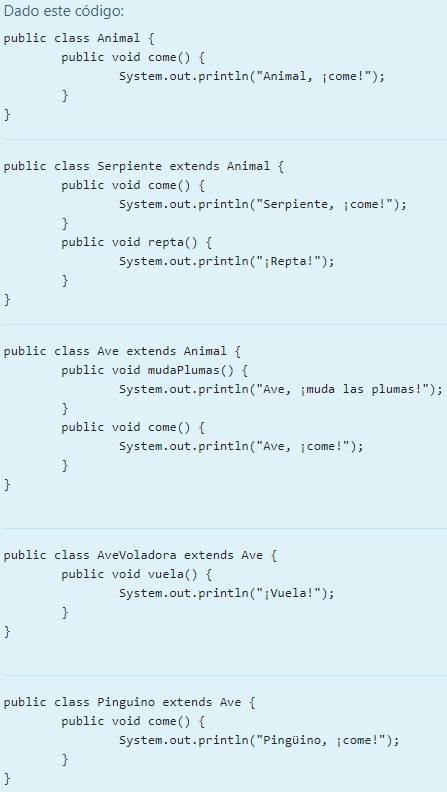 Dado este código:
public class Animal {
        public void come() {
                System.out.println("Animal, ¡come!");
        }
}
public class Serpiente extends Animal {
        public void come() {
                System.out.println("Serpiente, ¡come!");
        }
        public void repta() {
                System.out.println("¡Repta!");
        }
}
public class Ave extends Animal {
        public void mudaPlumas() {
                System.out.println("Ave, ¡muda las plumas!");
        }
        public void come() {
                System.out.println("Ave, ¡come!");
        }
}
public class AveVoladora extends Ave {
        public void vuela() {
                System.out.println("¡Vuela!");
        }
}
public class Pinguino extends Ave {
        public void come() {
                System.out.println("Pingüino, ¡come!");
        }
}